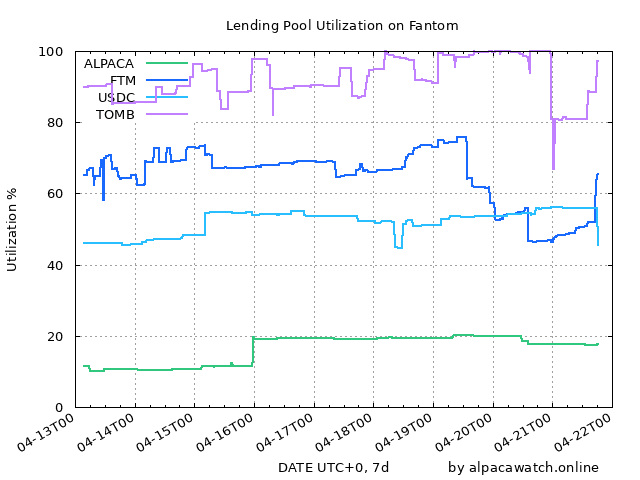 Lending Pool Utilization on Fantom
100
80
60
40
20
0
Utilization %
ALPACA
FTM
USDC
TOMB
04-13T00
04-14T00
04-15T00
04-16T00
04-17T00
04-18T00
04-19T00
04-20T00
04-21T00
04-22T00
DATE UTC+0, 7d
by alpacawatch.online